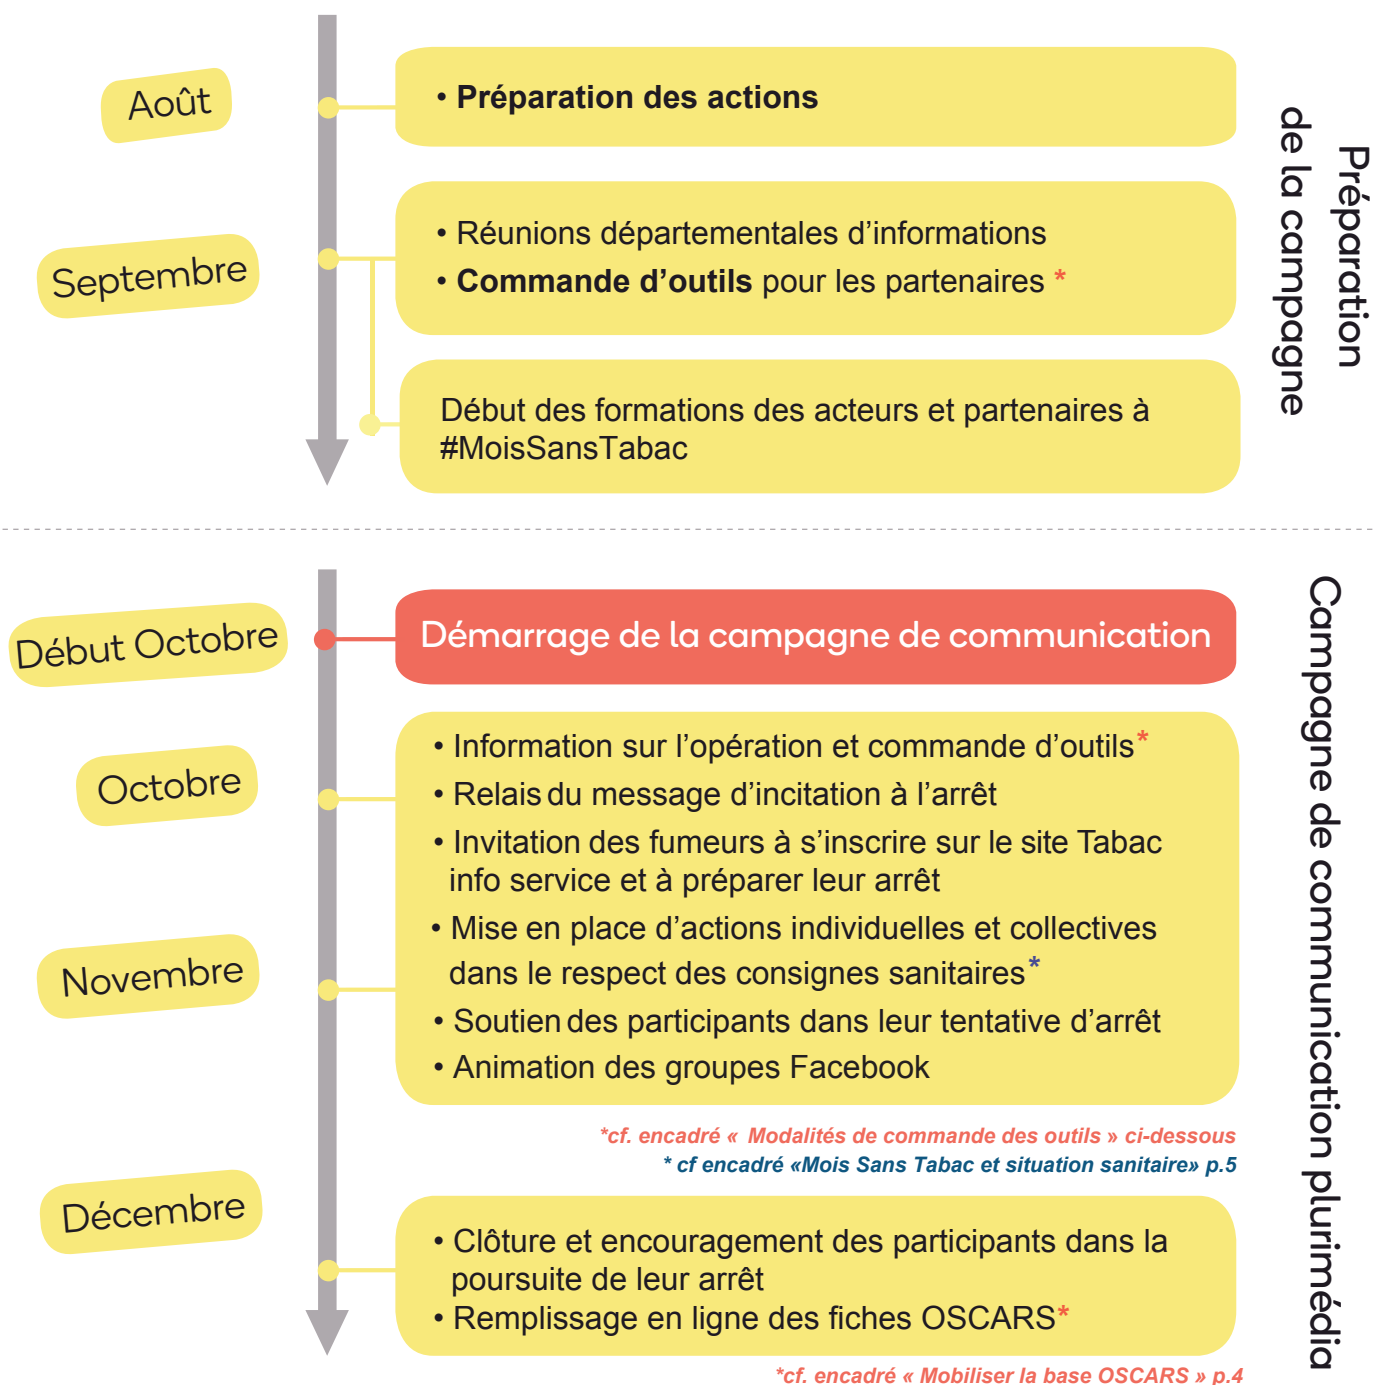 Août
• Préparation des actions
Septembre
• Réunions départementales d’informations
• Commande d’outils pour les partenaires *
Début des formations des acteurs et partenaires à
#MoisSansTabac
Préparation
de la campagne
Début Octobre
Démarrage de la campagne de communication
Octobre
• Information sur l’opération et commande d’outils*
• Relais du message d’incitation à l’arrêt
• Invitation des fumeurs à s’inscrire sur le site Tabac
info service et à préparer leur arrêt
Novembre
• Mise en place d’actions individuelles et collectives
dans le respect des consignes sanitaires*
• Soutien des participants dans leur tentative d’arrêt
• Animation des groupes Facebook
*cf. encadré « Modalités de commande des outils » ci-dessous
* cf encadré «Mois Sans Tabac et situation sanitaire» p.5
Décembre
• Clôture et encouragement des participants dans la
poursuite de leur arrêt
• Remplissage en ligne des fiches OSCARS*
*cf. encadré « Mobiliser la base OSCARS » p.4
Campagne de communication plurimédia